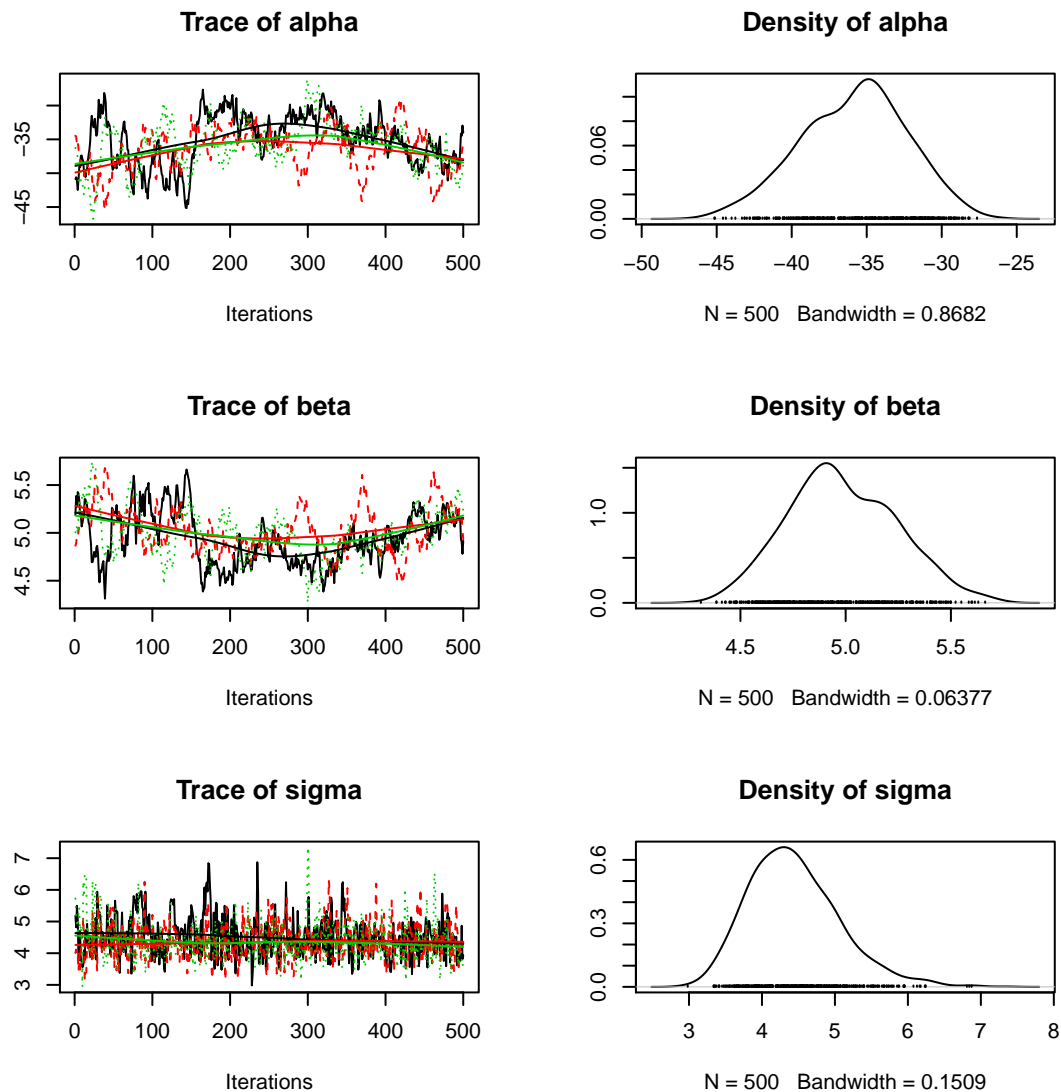 Trace of alpha
−45
−35
0 100 200 300 400 500
Iterations
Density of alpha
0.00
0.06
−50 −45 −40 −35 −30 −25
N = 500 Bandwidth = 0.8682
Trace of beta
4.5
5.0
5.5
0 100 200 300 400 500
Iterations
Density of beta
0.0
1.0
4.5 5.0 5.5
N = 500 Bandwidth = 0.06377
Trace of sigma
3
4
5
6
7
0 100 200 300 400 500
Iterations
Density of sigma
0.0
0.3
0.6
3 4 5 6 7 8
N = 500 Bandwidth = 0.1509